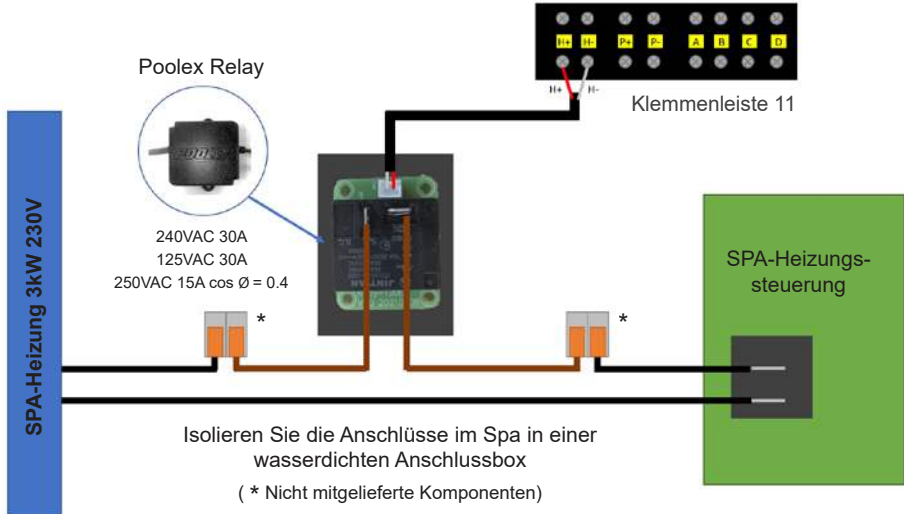 H+ H- P+ P- A B C D
H+ H-
Klemmenleiste 11
Poolex Relay
POOLEX
240VAC 30A
125VAC 30A
250VAC 15A cos Ø = 0.4
SPA-Heizung 3kW 230V
SPA-Heizungs-
steuerung
*
*
Isolieren Sie die Anschlüsse im Spa in einer
wasserdichten Anschlussbox
( * Nicht mitgelieferte Komponenten)